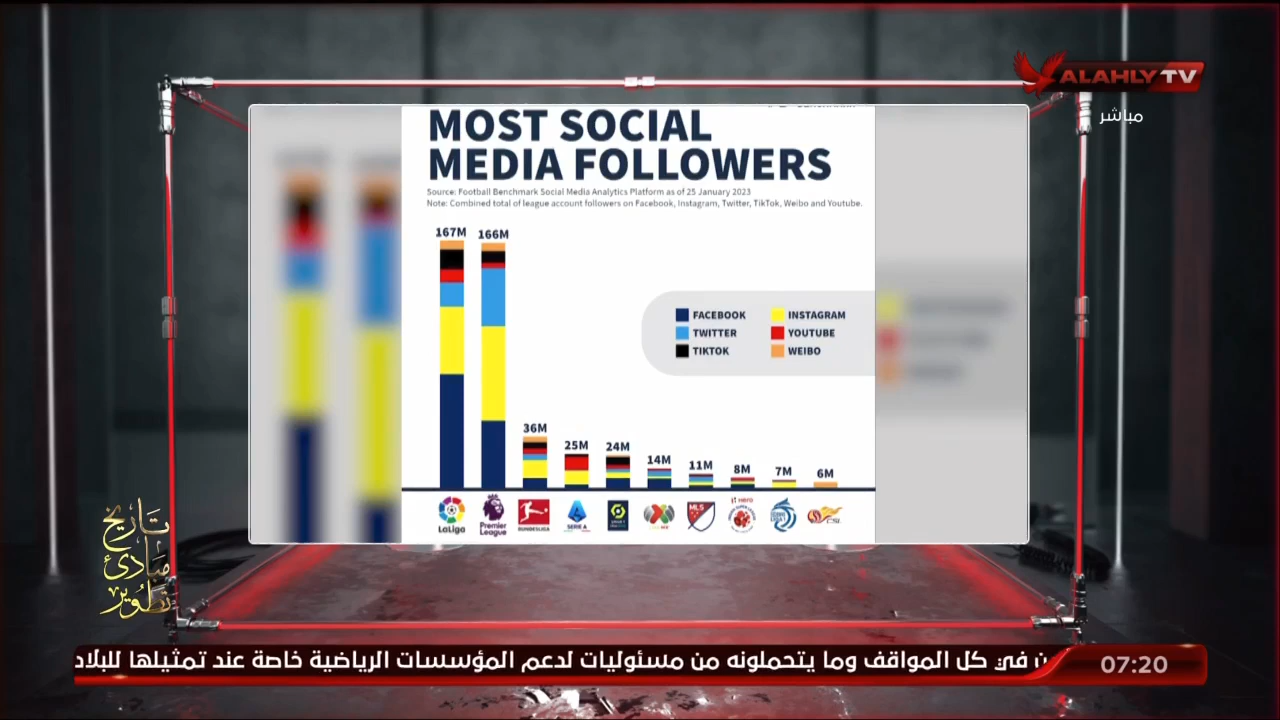 ALAHLY TV
مباشر
MOST SOCIAL
MEDIA FOLLOWERS
Source: Football Benchmark Social Media Analytics Platform as of 25 January 2023
Note: Combined total of league account followers on Facebook, Instagram, Twitter, TikTok, Weibo and Youtube.
167M 166M
FACEBOOK INSTAGRAM
TWITTER YOUTUBE
TIKTOK WEIBO
36M 25M 24M 14M 11M 8M 7M 6M
LaLiga Premier League BUNDESLIGA SERIE A MLS HERO CSL
تاريخ
مبادئ
تطوير
في كل المواقف وما يتحملونه من مسئوليات لدعم المؤسسات الرياضية خاصة عند تمثيلها للبلاد
07:20